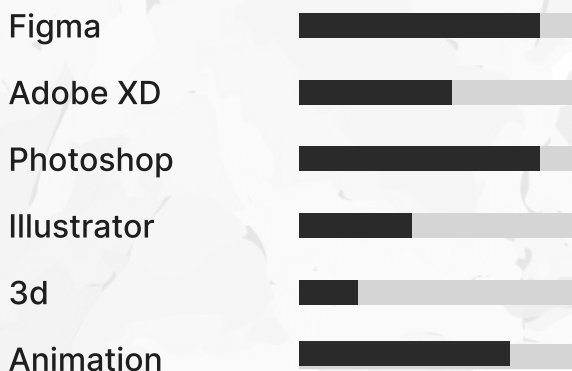 Figma
Adobe XD
Photoshop
Illustrator
3d
Animation